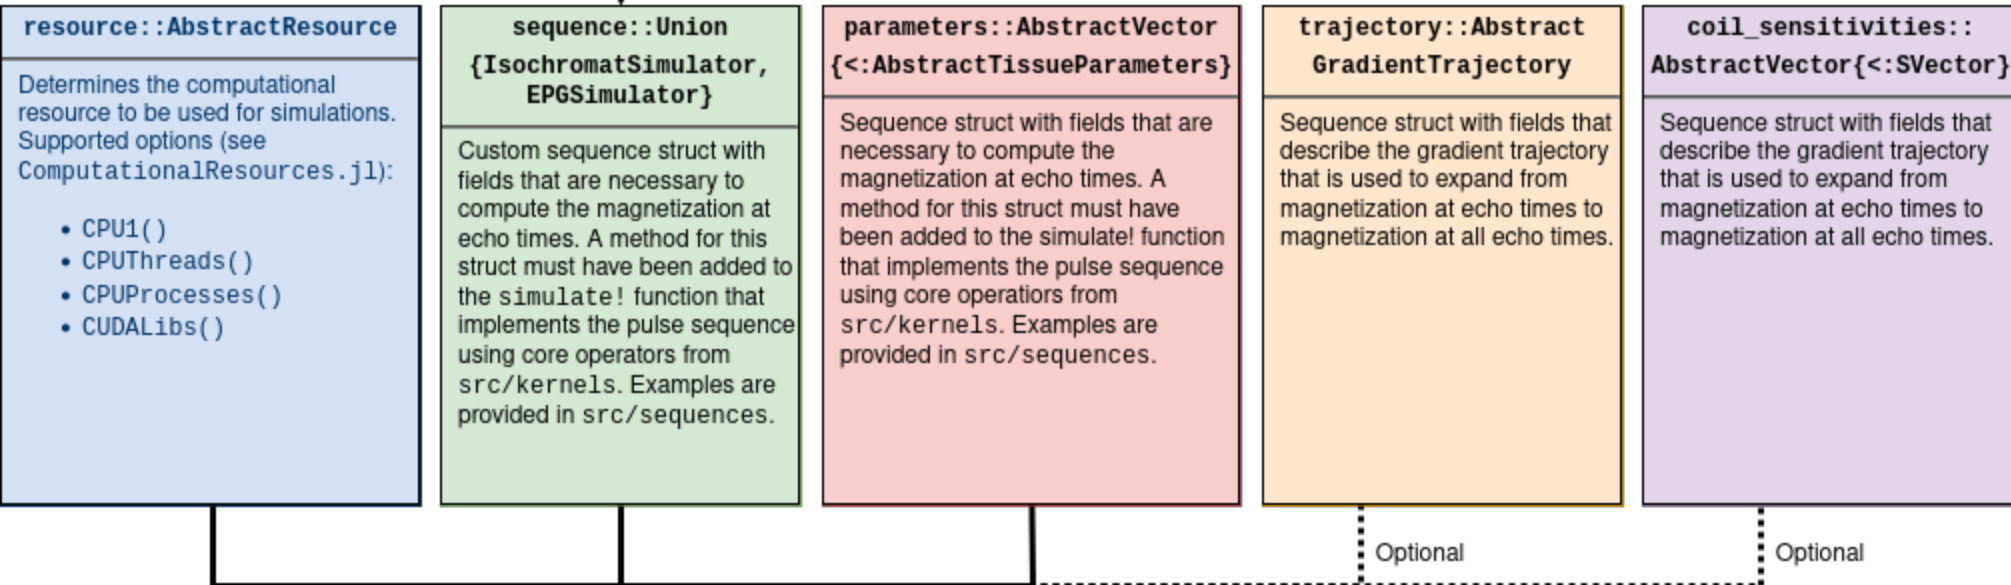 resource::AbstractResource
Determines the computational
resource to be used for simulations.
Supported options (see
ComputationalResources.jl):
• CPU1()
• CPUThreads()
• CPUProcesses()
• CUDALibs()
sequence::Union
{IsochromatSimulator,
EPGSimulator}
Custom sequence struct with
fields that are necessary to
compute the magnetization at
echo times. A method for this
struct must have been added to
the simulate! function that
implements the pulse sequence
using core operators from
src/kernels. Examples are
provided in src/sequences.
parameters::AbstractVector
{<:AbstractTissueParameters}
Sequence struct with fields that are
necessary to compute the
magnetization at echo times. A
method for this struct must have
been added to the simulate! function
that implements the pulse sequence
using core operatiors from
src/kernels. Examples are
provided in src/sequences.
trajectory::Abstract
GradientTrajectory
Sequence struct with fields that
describe the gradient trajectory
that is used to expand from
magnetization at echo times to
magnetization at all echo times.
coil_sensitivities::
AbstractVector{<:SVector}
Sequence struct with fields that
describe the gradient trajectory
that is used to expand from
magnetization at echo times to
magnetization at all echo times.
Optional
Optional